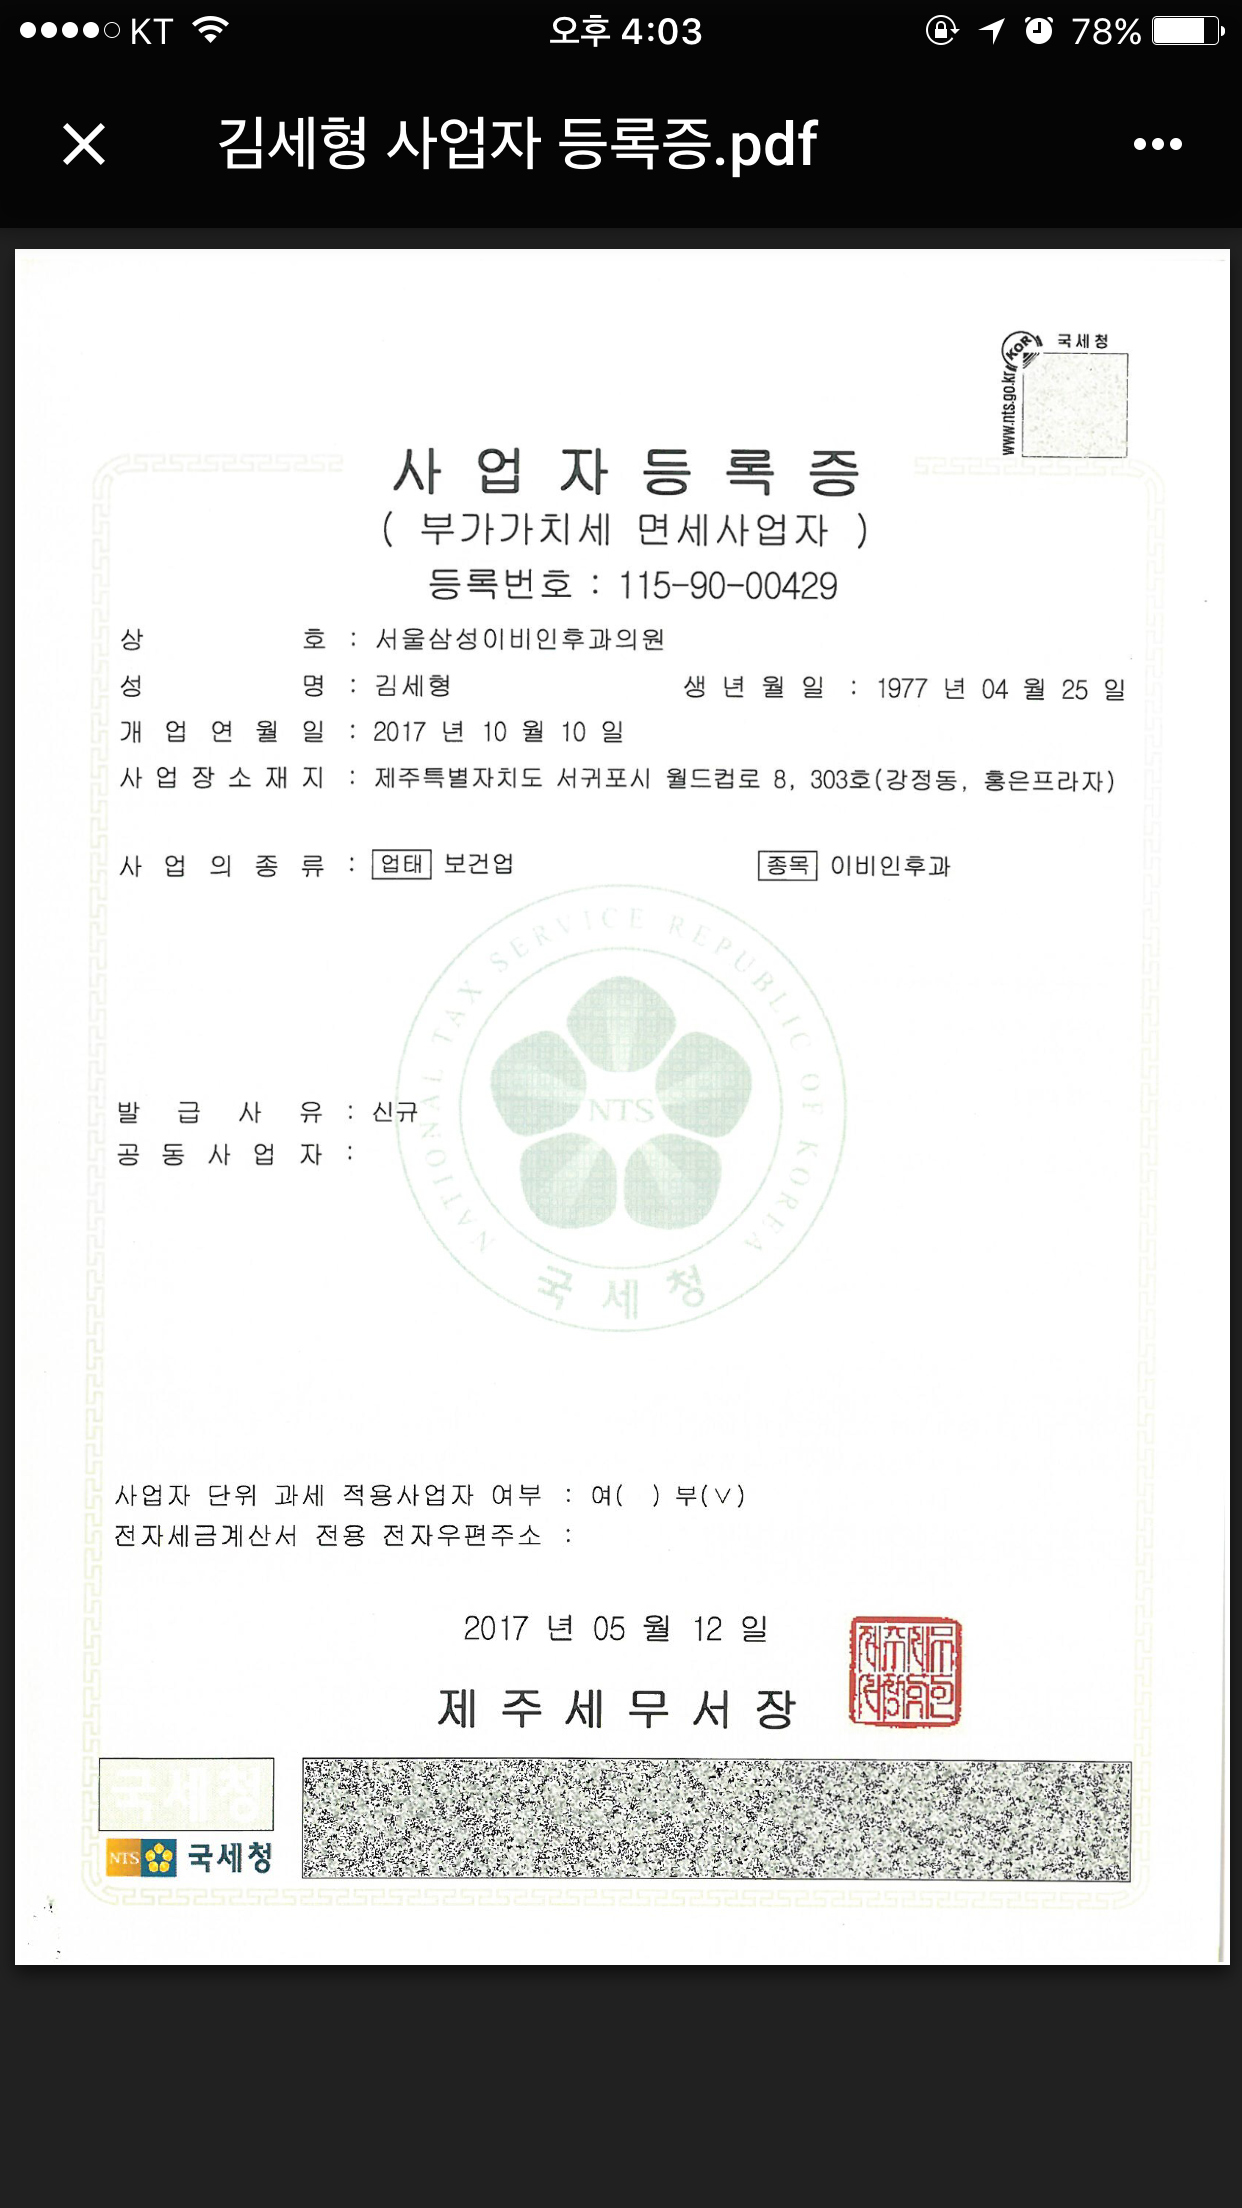 KT 오후 4:03 78%
김세형 사업자 등록증.pdf
국세청
KOR
www.nts.go.kr
사업자등록증
( 부가가치세 면세사업자 )
등록번호 : 115-90-00429
상 호 : 서울삼성이비인후과의원
성 명 : 김세형 생 년 월 일 : 1977 년 04 월 25 일
개 업 연 월 일 : 2017 년 10 월 10 일
사 업 장 소 재 지 : 제주특별자치도 서귀포시 월드컵로 8, 303호(강정동, 홍은프라자)
사 업 의 종 류 : 업태 보건업 종목 이비인후과
NATIONAL TAX SERVICE REPUBLIC OF KOREA
NTS
국세청
발 급 사 유 : 신규
공 동 사 업 자 :
사업자 단위 과세 적용사업자 여부 : 여( ) 부(∨)
전자세금계산서 전용 전자우편주소 :
2017 년 05 월 12 일
제주세무서장
국세청
NTS 국세청